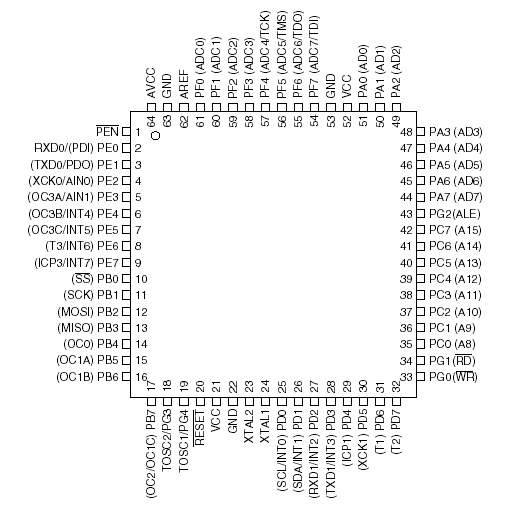 AVCC
GND
AREF
PF0 (ADC0)
PF1 (ADC1)
PF2 (ADC2)
PF3 (ADC3)
PF4 (ADC4/TCK)
PF5 (ADC5/TMS)
PF6 (ADC6/TDO)
PF7 (ADC7/TDI)
GND
VCC
PA0 (AD0)
PA1 (AD1)
PA2 (AD2)
64
63
62
61
60
59
58
57
56
55
54
53
52
51
50
49
PEN 1
RXD0/(PDI) PE0 2
(TXD0/PDO) PE1 3
(XCK0/AIN0) PE2 4
(OC3A/AIN1) PE3 5
(OC3B/INT4) PE4 6
(OC3C/INT5) PE5 7
(T3/INT6) PE6 8
(ICP3/INT7) PE7 9
(SS) PB0 10
(SCK) PB1 11
(MOSI) PB2 12
(MISO) PB3 13
(OC0) PB4 14
(OC1A) PB5 15
(OC1B) PB6 16
48 PA3 (AD3)
47 PA4 (AD4)
46 PA5 (AD5)
45 PA6 (AD6)
44 PA7 (AD7)
43 PG2(ALE)
42 PC7 (A15)
41 PC6 (A14)
40 PC5 (A13)
39 PC4 (A12)
38 PC3 (A11)
37 PC2 (A10)
36 PC1 (A9)
35 PC0 (A8)
34 PG1(RD)
33 PG0(WR)
17
18
19
20
21
22
23
24
25
26
27
28
29
30
31
32
(OC2/OC1C) PB7
TOSC2/PG3
TOSC1/PG4
RESET
VCC
GND
XTAL2
XTAL1
(SCL/INT0) PD0
(SDA/INT1) PD1
(RXD1/INT2) PD2
(TXD1/INT3) PD3
(ICP1) PD4
(XCK1) PD5
(T1) PD6
(T2) PD7